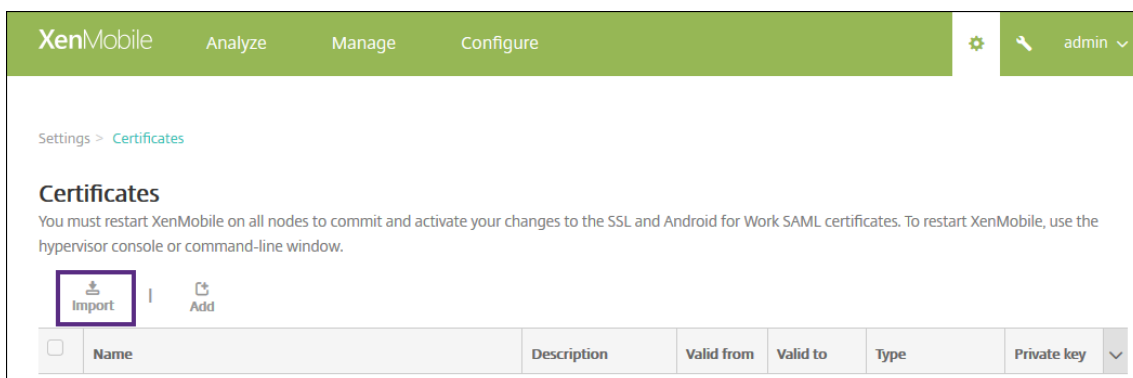 XenMobile Analyze Manage Configure admin
Settings > Certificates
Certificates
You must restart XenMobile on all nodes to commit and activate your changes to the SSL and Android for Work SAML certificates. To restart XenMobile, use the
hypervisor console or command-line window.
Import | Add
Name Description Valid from Valid to Type Private key